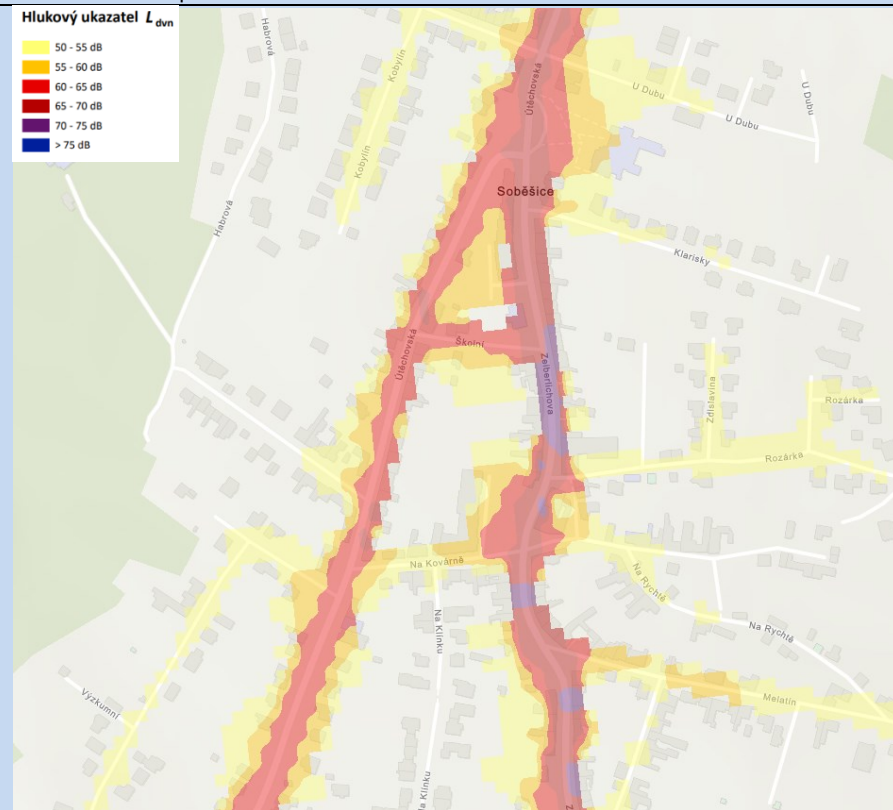 Hlukový ukazatel L dvn
50 - 55 dB
55 - 60 dB
60 - 65 dB
65 - 70 dB
70 - 75 dB
> 75 dB
Habrová
Kobylín
Útěchovská
U Dubu
U Dubu
U Dubu
Kobylín
Soběšice
Habrová
Klarisky
Školní
Útěchovská
Zeiberlichova
Zdislavina
Rozárka
Rozárka
Na Kovárně
Na Rychtě
Na Klínku
Na Rychtě
Výzkumní
Melatín
Na Klínku
Z